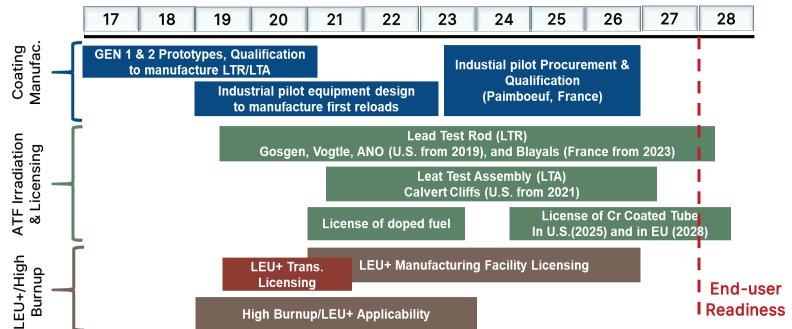 17 18 19 20 21 22 23 24 25 26 27 28
Coating
Manufac.
GEN 1 & 2 Prototypes, Qualification
to manufacture LTR/LTA
Industrial pilot equipment design
to manufacture first reloads
Industial pilot Procurement &
Qualification
(Paimboeuf, France)
ATF Irradiation
& Licensing
Lead Test Rod (LTR)
Gosgen, Vogtle, ANO (U.S. from 2019), and Blayals (France from 2023)
Leat Test Assembly (LTA)
Calvert Cliffs (U.S. from 2021)
License of doped fuel
License of Cr Coated Tube
In U.S.(2025) and in EU (2028)
LEU+/High
Burnup
LEU+ Trans.
Licensing
LEU+ Manufacturing Facility Licensing
High Burnup/LEU+ Applicability
End-user
Readiness